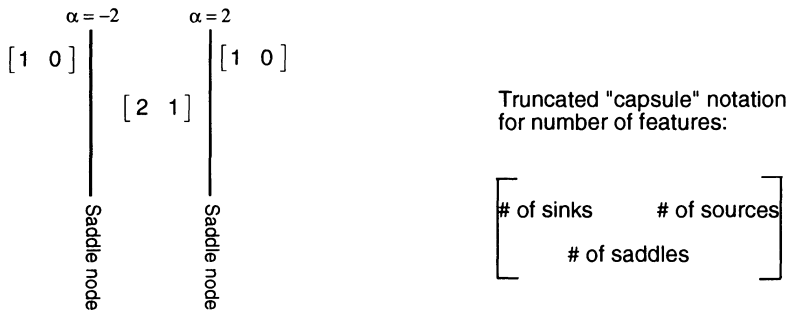 α = −2
α = 2
[1 0]
[1 0]
[2 1]
Saddle node
Saddle node
Truncated "capsule" notation
for number of features:
# of sinks # of sources
# of saddles